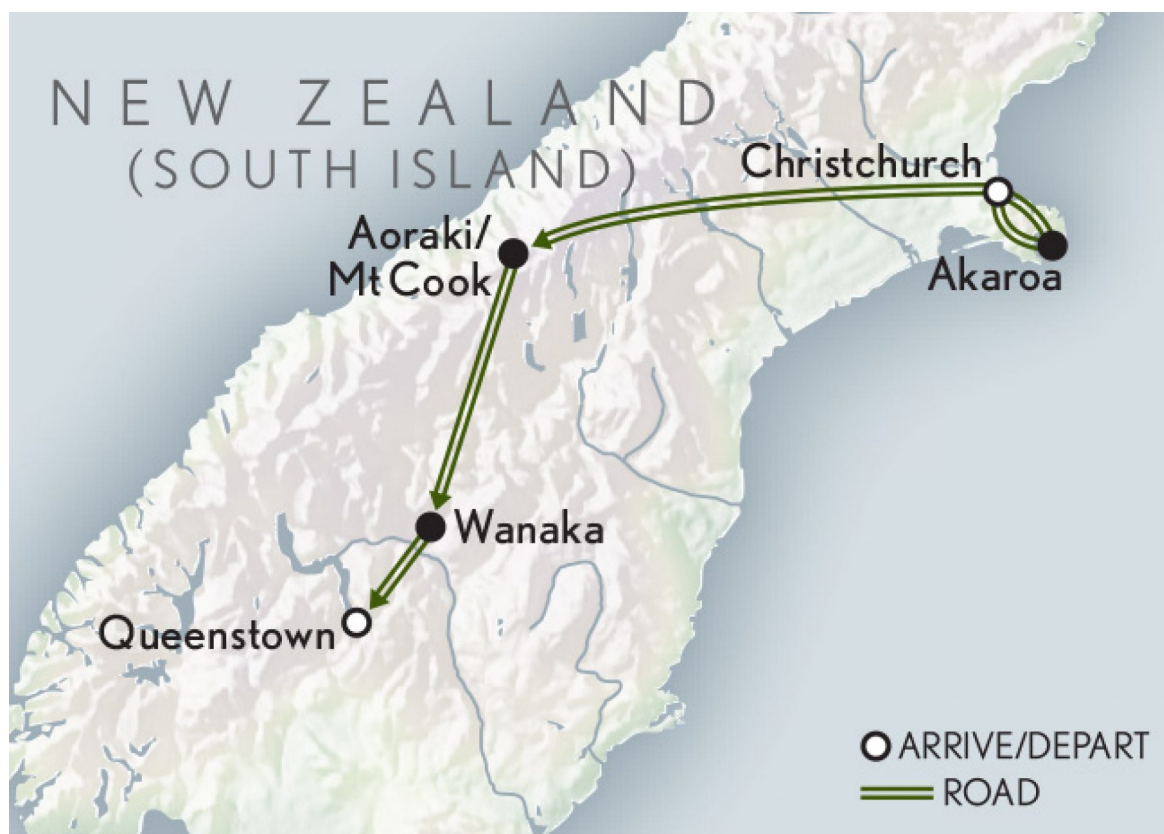 NEW ZEALAND
(SOUTH ISLAND)
Christchurch
Aoraki/
Mt Cook
Akaroa
Wanaka
Queenstown
ARRIVE/DEPART
ROAD